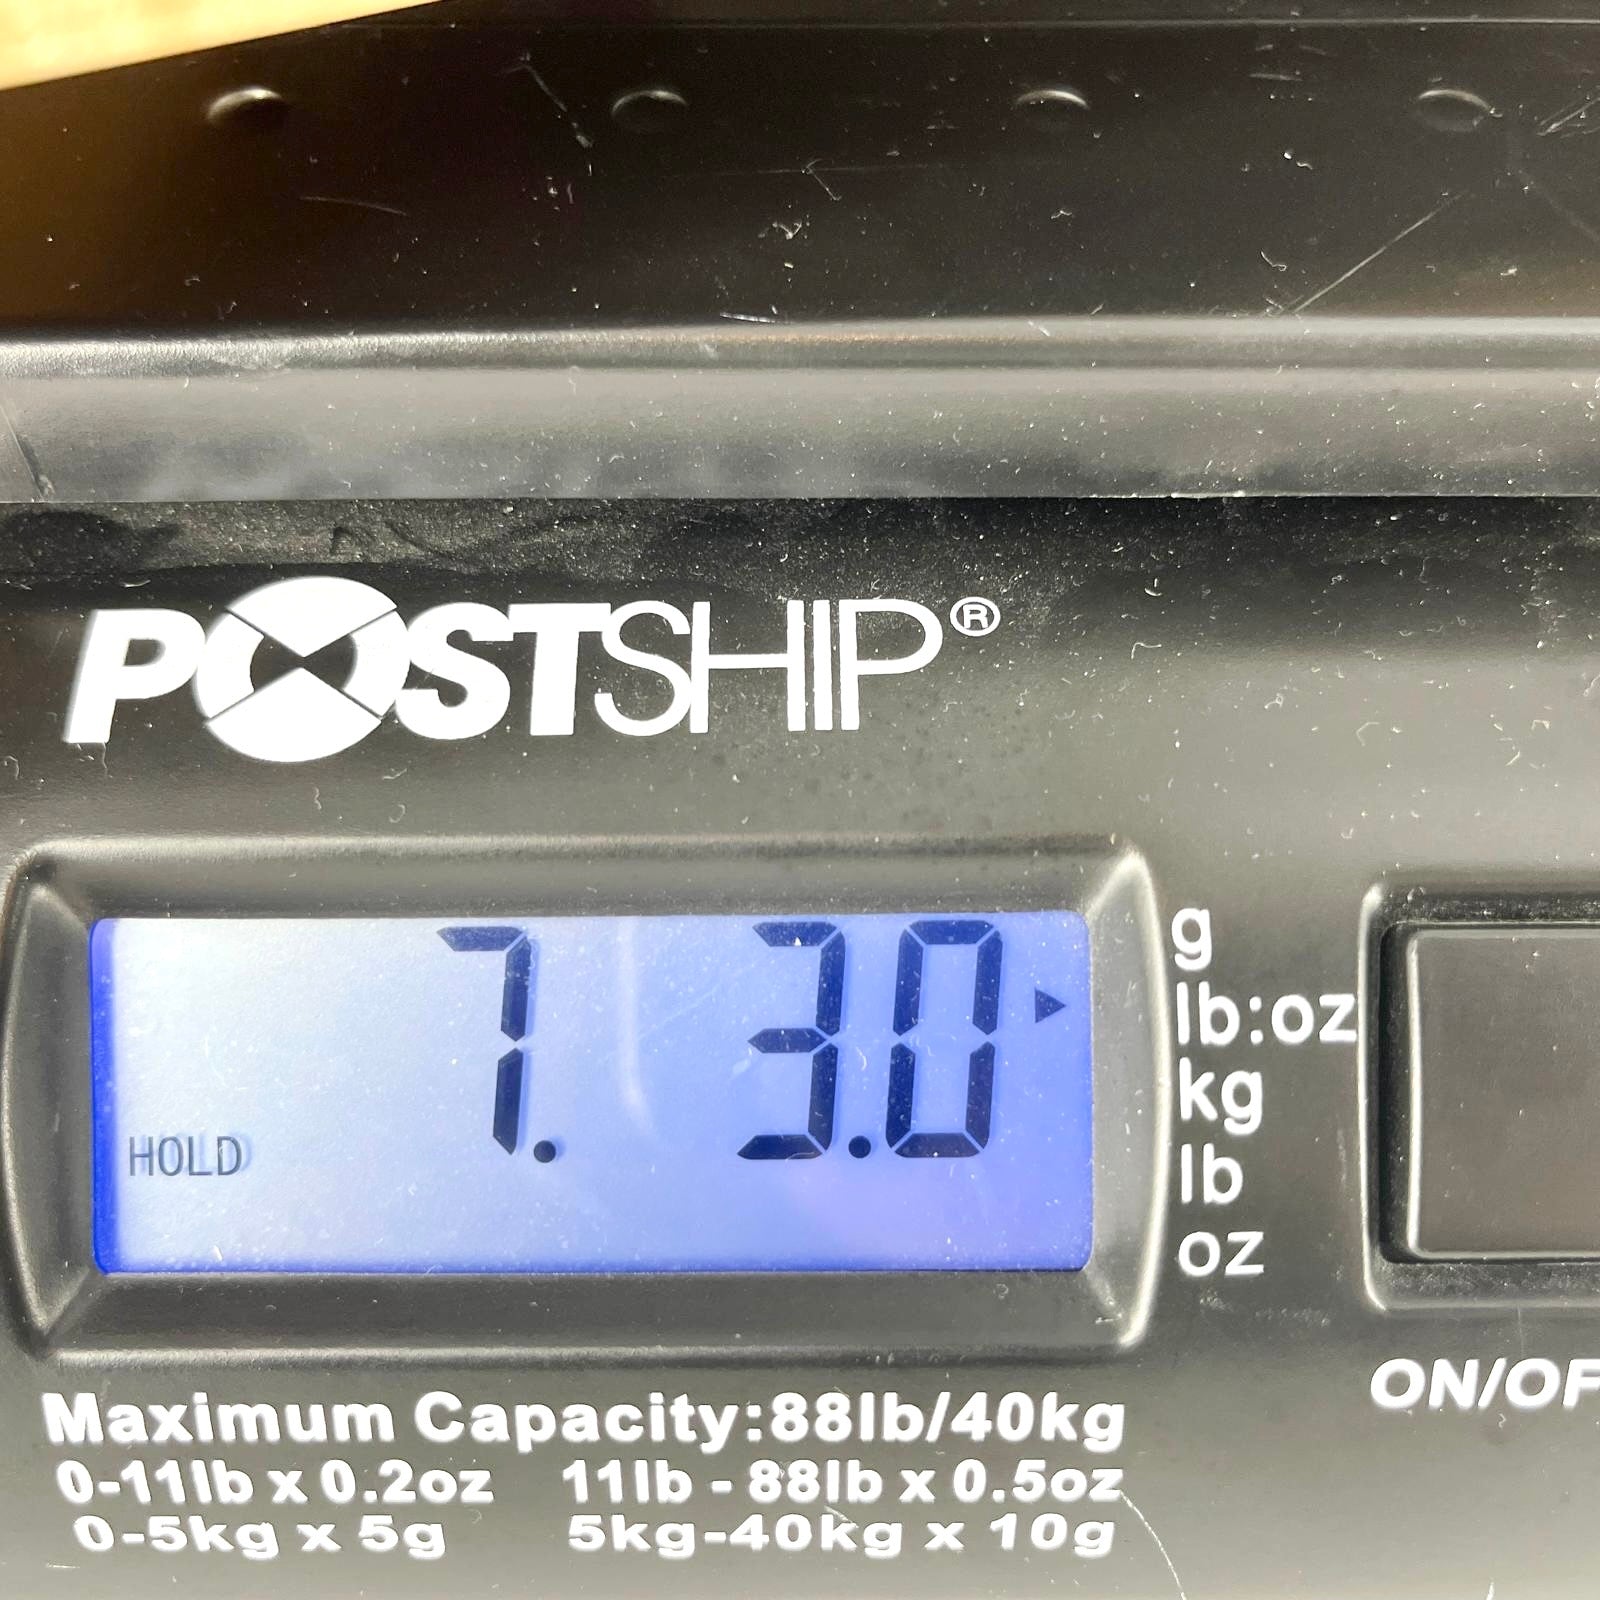 POSTSHIP®
7. 3.0
HOLD
g
lb:oz
kg
lb
oz
ON/OF
Maximum Capacity:88lb/40kg
0-11lb x 0.2oz 11lb - 88lb x 0.5oz
0-5kg x 5g 5kg-40kg x 10g